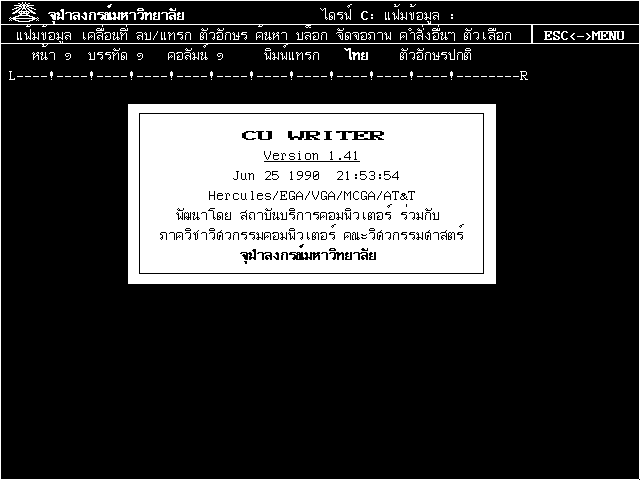 จุฬาลงกรณ์มหาวิทยาลัย ไดรฟ์ C: แฟ้มข้อมูล :
แฟ้มข้อมูล เคลื่อนที่ ลบ/แทรก ตัวอักษร ค้นหา บล็อก จัดจอภาพ คำสั่งอื่นๆ ตัวเลือก ESC<->MENU
หน้า ๑ บรรทัด ๑ คอลัมน์ ๑ พิมพ์แทรก ไทย ตัวอักษรปกติ
L----!----!----!----!----!----!----!----!----!--------R
CU WRITER
Version 1.41
Jun 25 1990 21:53:54
Hercules/EGA/VGA/MCGA/AT&T
พัฒนาโดย สถาบันบริการคอมพิวเตอร์ ร่วมกับ
ภาควิชาวิศวกรรมคอมพิวเตอร์ คณะวิศวกรรมศาสตร์
จุฬาลงกรณ์มหาวิทยาลัย